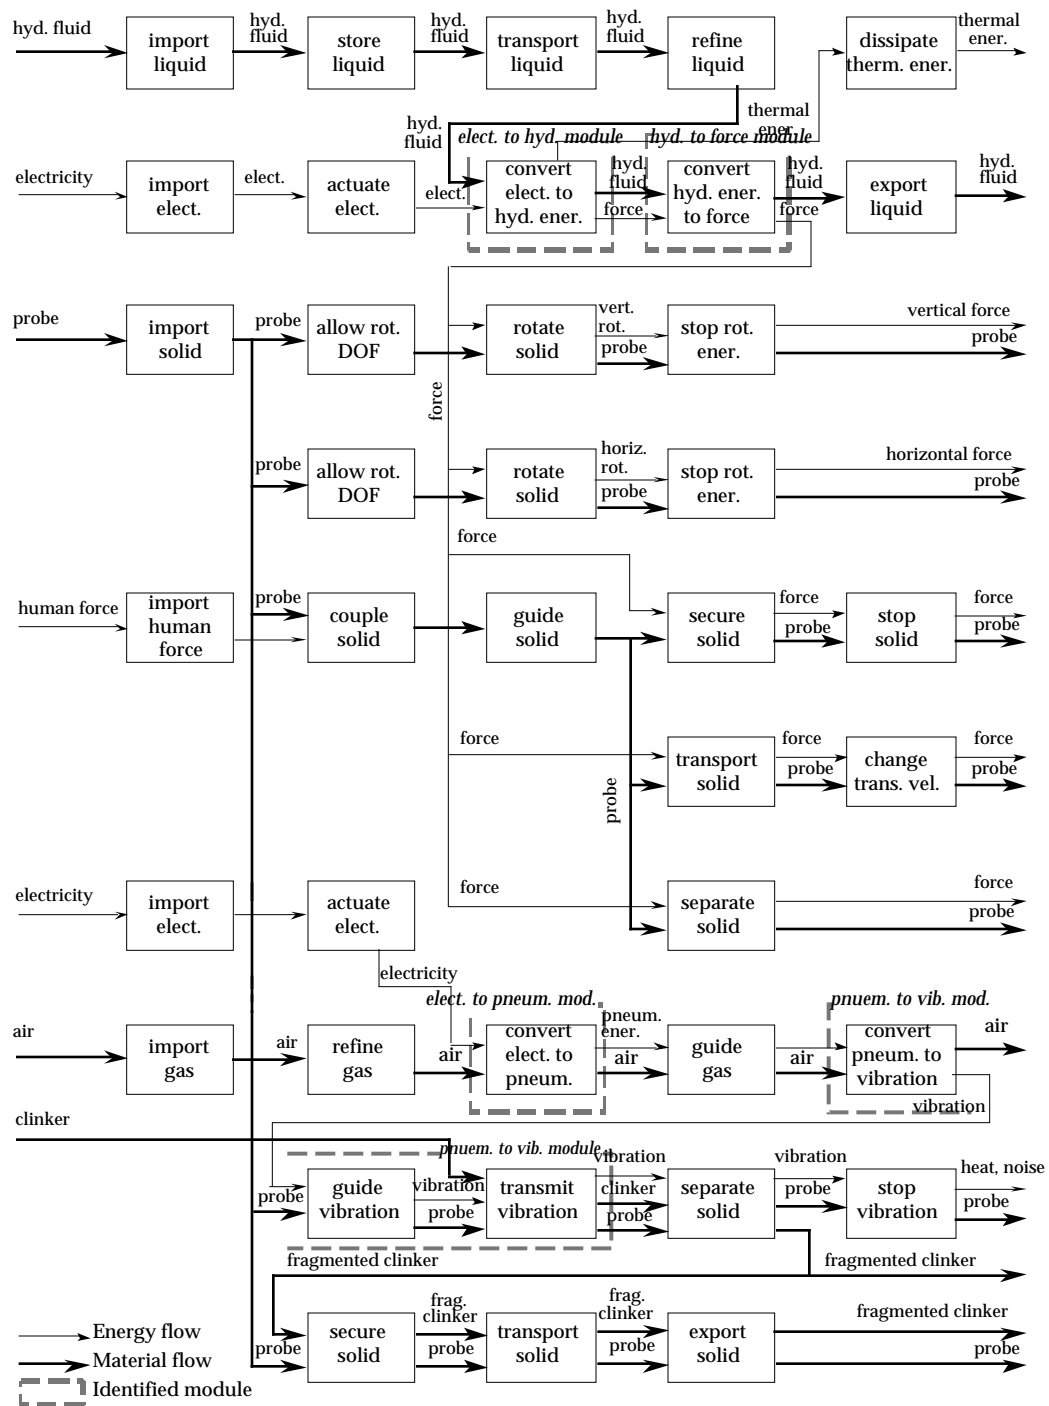 hyd. fluid
import
liquid
hyd.
fluid
store
liquid
hyd.
fluid
transport
liquid
hyd.
fluid
refine
liquid
dissipate
therm. ener.
thermal
ener.
hyd.
fluid
thermal
ener.
elect. to hyd. module
hyd. to force module
electricity
import
elect.
elect.
actuate
elect.
elect.
convert
elect. to
hyd. ener.
hyd.
fluid
force
convert
hyd. ener.
to force
hyd.
fluid
force
export
liquid
hyd.
fluid
probe
import
solid
probe
allow rot.
DOF
force
rotate
solid
vert.
rot.
probe
stop rot.
ener.
vertical force
probe
probe
allow rot.
DOF
rotate
solid
horiz.
rot.
probe
stop rot.
ener.
horizontal force
probe
force
human force
import
human
force
probe
couple
solid
guide
solid
secure
solid
force
probe
stop
solid
force
probe
force
probe
transport
solid
force
probe
change
trans. vel.
force
probe
electricity
import
elect.
actuate
elect.
force
separate
solid
force
probe
electricity
elect. to pneum. mod.
pnuem. to vib. mod.
air
import
gas
air
refine
gas
air
convert
elect. to
pneum.
pneum.
ener.
air
guide
gas
air
convert
pneum. to
vibration
air
vibration
clinker
pnuem. to vib. module
probe
guide
vibration
vibration
probe
transmit
vibration
vibration
clinker
probe
separate
solid
vibration
probe
stop
vibration
heat, noise
probe
fragmented clinker
fragmented clinker
probe
secure
solid
frag.
clinker
probe
transport
solid
frag.
clinker
probe
export
solid
fragmented clinker
probe
Energy flow
Material flow
Identified module